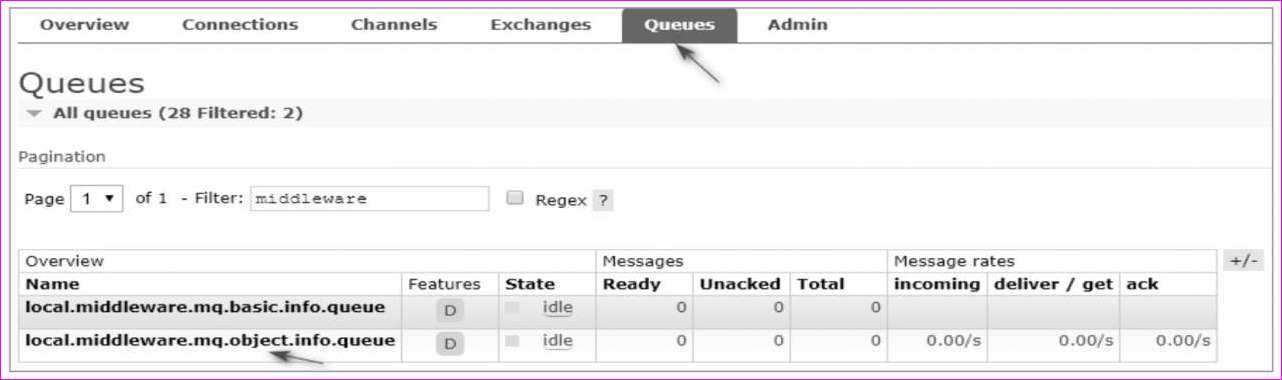 Overview Connections Channels Exchanges Queues Admin
Queues
All queues (28 Filtered: 2)
Pagination
Page 1 of 1 - Filter: middleware Regex ?
Overview Messages Message rates +/-
Name Features State Ready Unacked Total incoming deliver / get ack
local.middleware.mq.basic.info.queue D idle 0 0 0
local.middleware.mq.object.info.queue D idle 0 0 0 0.00/s 0.00/s 0.00/s